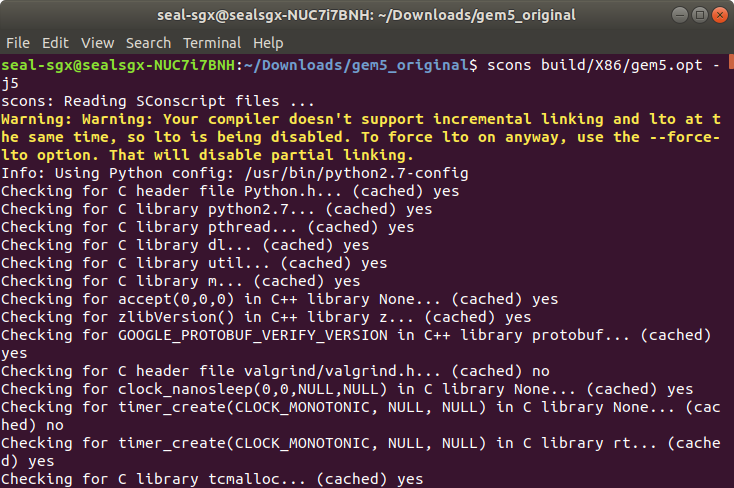 seal-sgx@sealsgx-NUC7i7BNH: ~/Downloads/gem5_original
File Edit View Search Terminal Help
seal-sgx@sealsgx-NUC7i7BNH:~/Downloads/gem5_original$ scons build/X86/gem5.opt -
j5
scons: Reading SConscript files ...
Warning: Warning: Your compiler doesn't support incremental linking and lto at t
he same time, so lto is being disabled. To force lto on anyway, use the --force-
lto option. That will disable partial linking.
Info: Using Python config: /usr/bin/python2.7-config
Checking for C header file Python.h... (cached) yes
Checking for C library python2.7... (cached) yes
Checking for C library pthread... (cached) yes
Checking for C library dl... (cached) yes
Checking for C library util... (cached) yes
Checking for C library m... (cached) yes
Checking for accept(0,0,0) in C++ library None... (cached) yes
Checking for zlibVersion() in C++ library z... (cached) yes
Checking for GOOGLE_PROTOBUF_VERIFY_VERSION in C++ library protobuf... (cached)
yes
Checking for C header file valgrind/valgrind.h... (cached) no
Checking for clock_nanosleep(0,0,NULL,NULL) in C library None... (cached) yes
Checking for timer_create(CLOCK_MONOTONIC, NULL, NULL) in C library None... (cac
hed) no
Checking for timer_create(CLOCK_MONOTONIC, NULL, NULL) in C library rt... (cache
d) yes
Checking for C library tcmalloc... (cached) yes